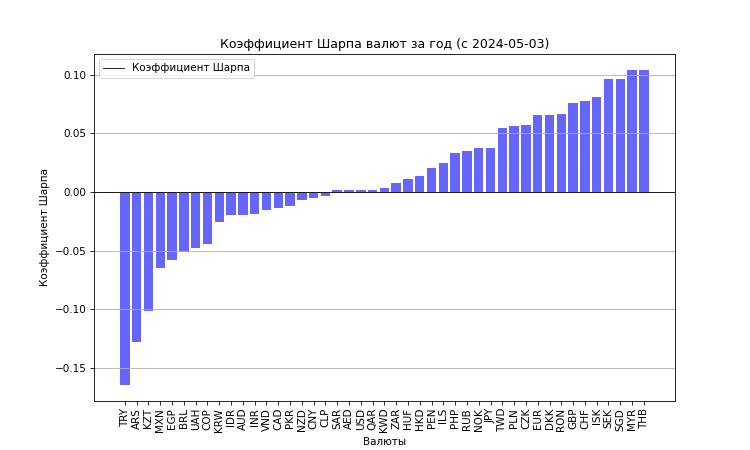 Коэффициент Шарпа валют за год (с 2024-05-03)
Коэффициент Шарпа
0.10
0.05
0.00
−0.05
−0.10
−0.15
Коэффициент Шарпа
TRY ARS KZT MXN EGP BRL UAH COP KRW IDR AUD INR VND CAD PKR NZD CNY CLP SAR AED USD QAR KWD ZAR HUF HKD PEN ILS PHP RUB NOK JPY TWD PLN CZK EUR DKK RON GBP CHF ISK SEK SGD MYR THB
Валюты